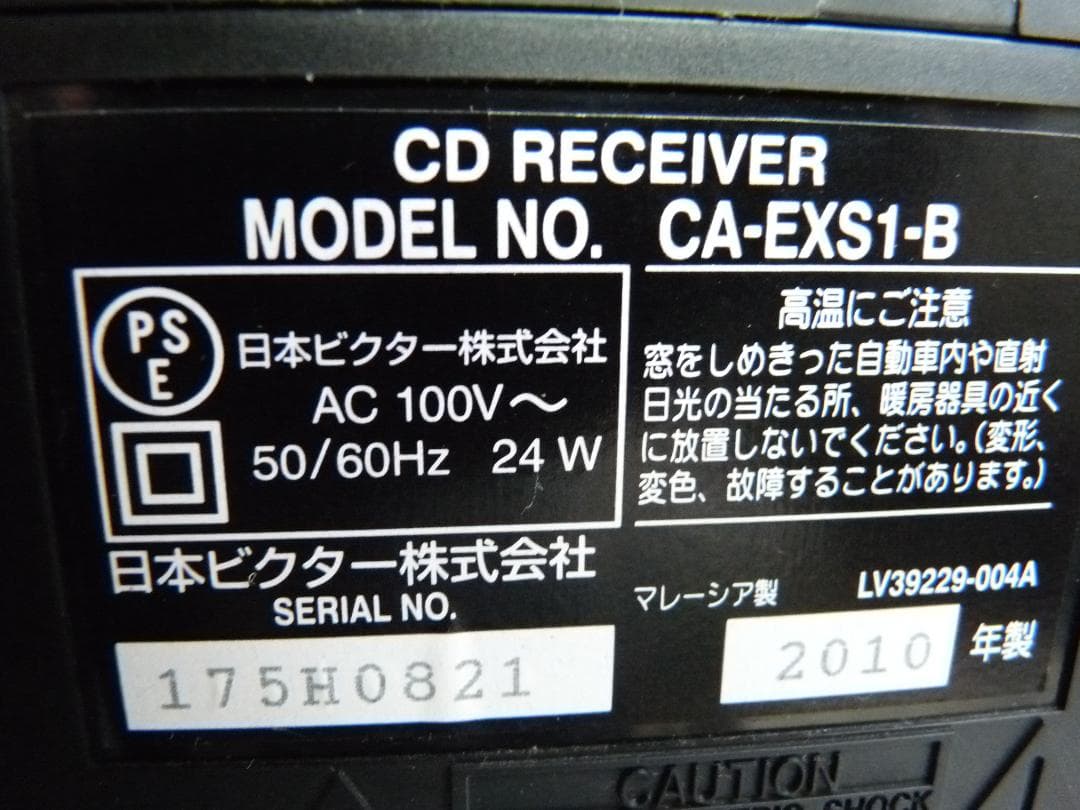 CD RECEIVER
MODEL NO. CA-EXS1-B
PS
E
日本ビクター株式会社
AC 100V～
50/60Hz 24 W
高温にご注意
窓をしめきった自動車内や直射
日光の当たる所、暖房器具の近く
に放置しないでください。(変形、
変色、故障することがあります。)
日本ビクター株式会社
SERIAL NO.
175H0821
マレーシア製
LV39229-004A
2010 年製
CAUTION
SHOCK